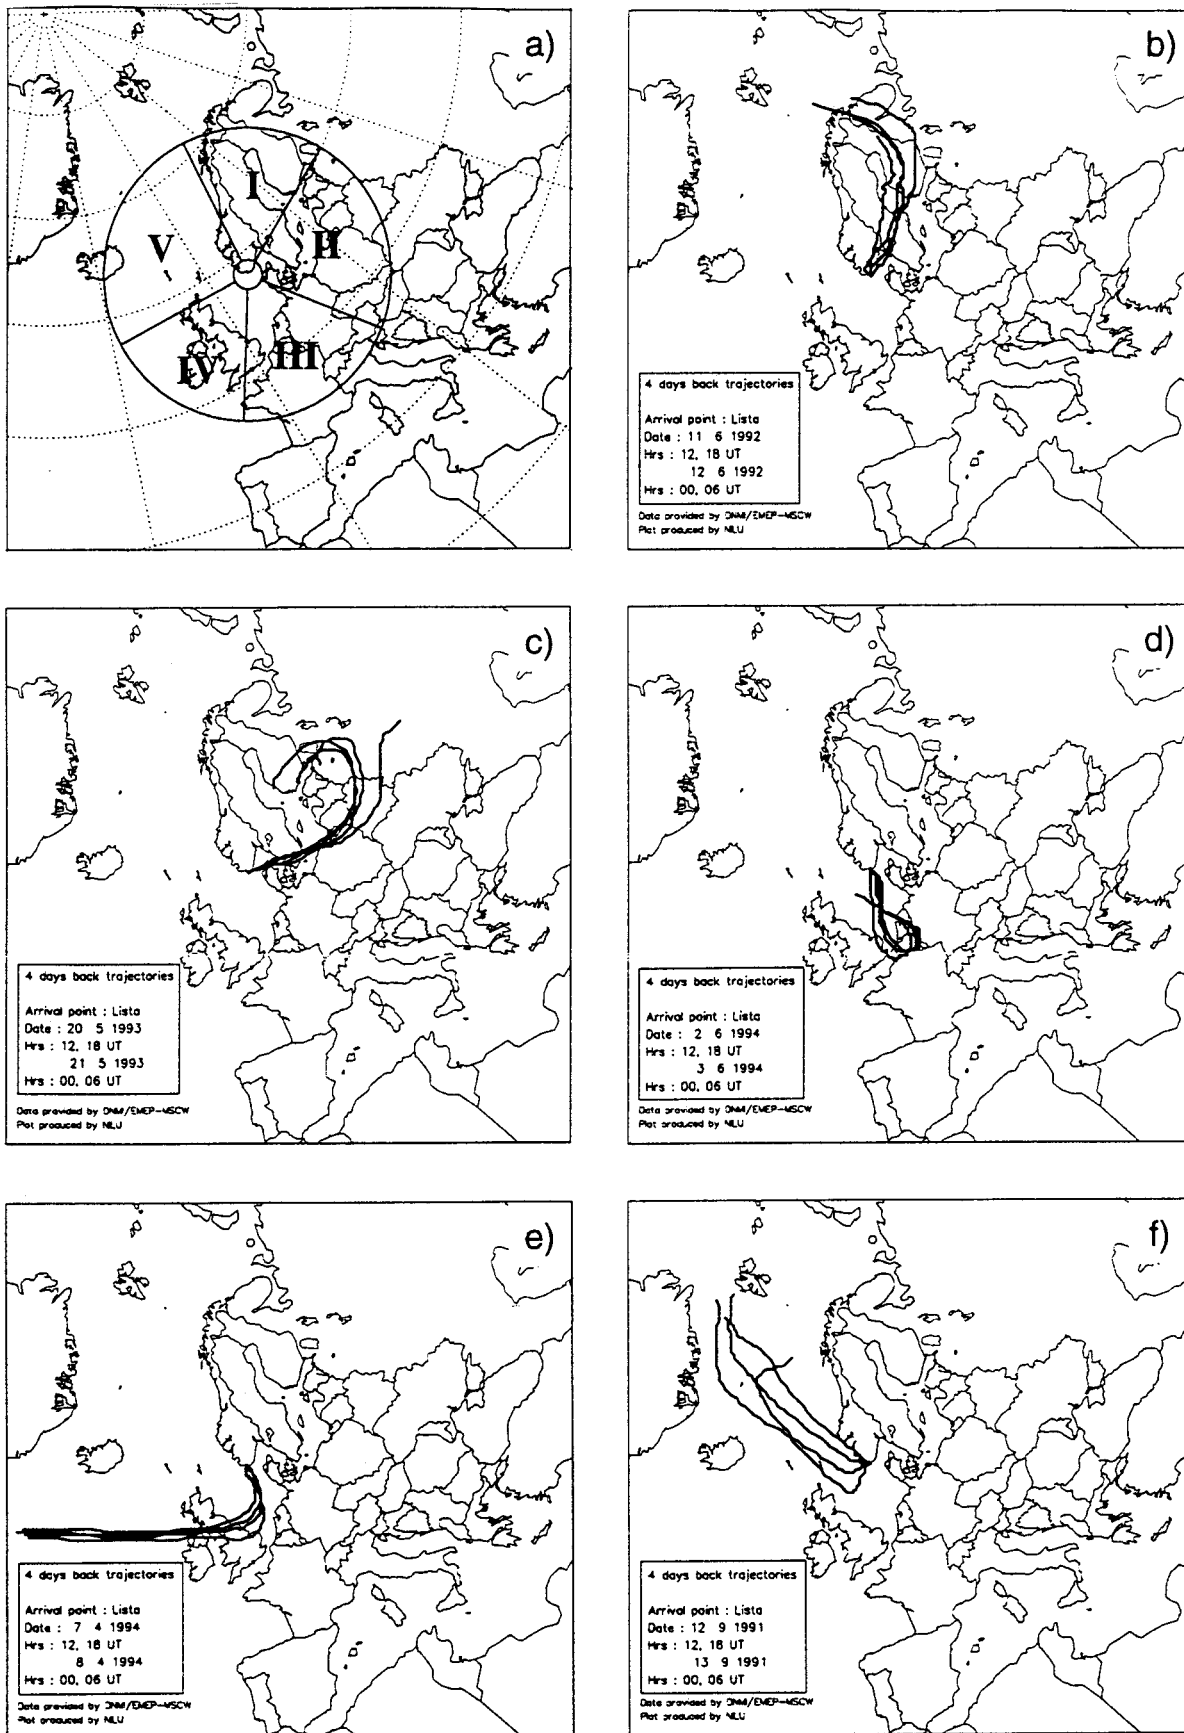 a)
I
II
V
IV
III
b)
4 days back trajectories
Arrival point : Lista
Date : 11 6 1992
Hrs : 12, 18 UT
12 6 1992
Hrs : 00, 06 UT
Data provided by DNMI/EMEP-MSCW
Plot produced by NILU
c)
4 days back trajectories
Arrival point : Lista
Date : 20 5 1993
Hrs : 12, 18 UT
21 5 1993
Hrs : 00, 06 UT
Data provided by DNMI/EMEP-MSCW
Plot produced by NILU
d)
4 days back trajectories
Arrival point : Lista
Date : 2 6 1994
Hrs : 12, 18 UT
3 6 1994
Hrs : 00, 06 UT
Data provided by DNMI/EMEP-MSCW
Plot produced by NILU
e)
4 days back trajectories
Arrival point : Lista
Date : 7 4 1994
Hrs : 12, 18 UT
8 4 1994
Hrs : 00, 06 UT
Data provided by DNMI/EMEP-MSCW
Plot produced by NILU
f)
4 days back trajectories
Arrival point : Lista
Date : 12 9 1991
Hrs : 12, 18 UT
13 9 1991
Hrs : 00, 06 UT
Data provided by DNMI/EMEP-MSCW
Plot produced by NILU